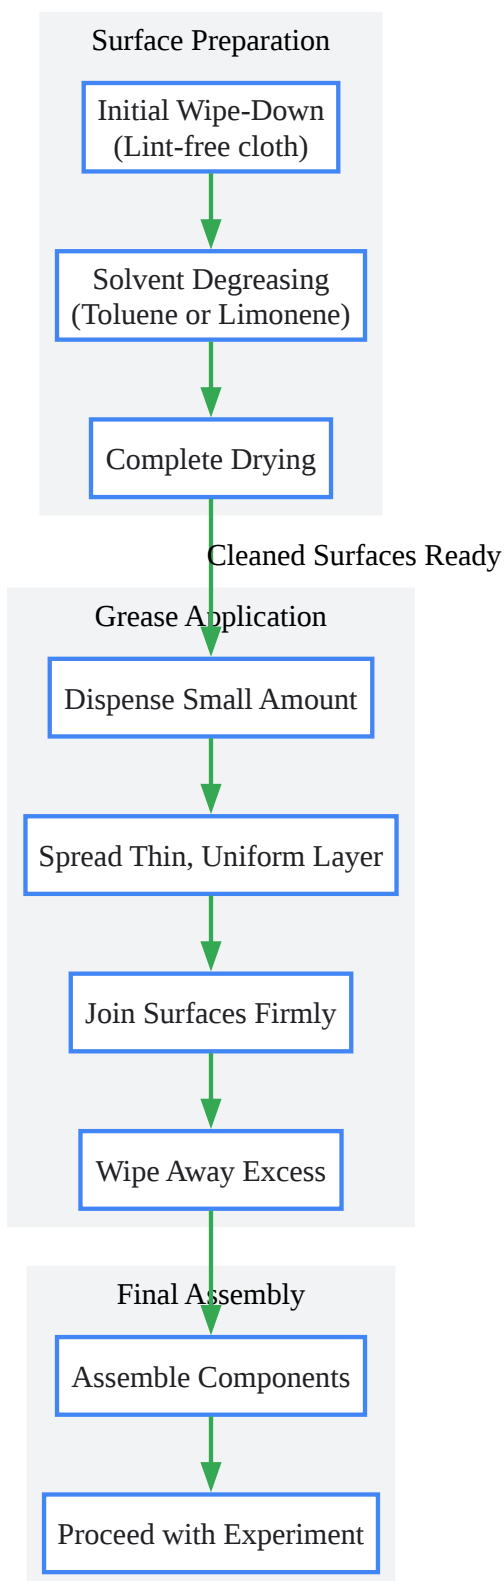 Surface Preparation
Initial Wipe-Down
(Lint-free cloth)
Solvent Degreasing
(Toluene or Limonene)
Complete Drying
Cleaned Surfaces Ready
Grease Application
Dispense Small Amount
Spread Thin, Uniform Layer
Join Surfaces Firmly
Wipe Away Excess
Final Assembly
Assemble Components
Proceed with Experiment